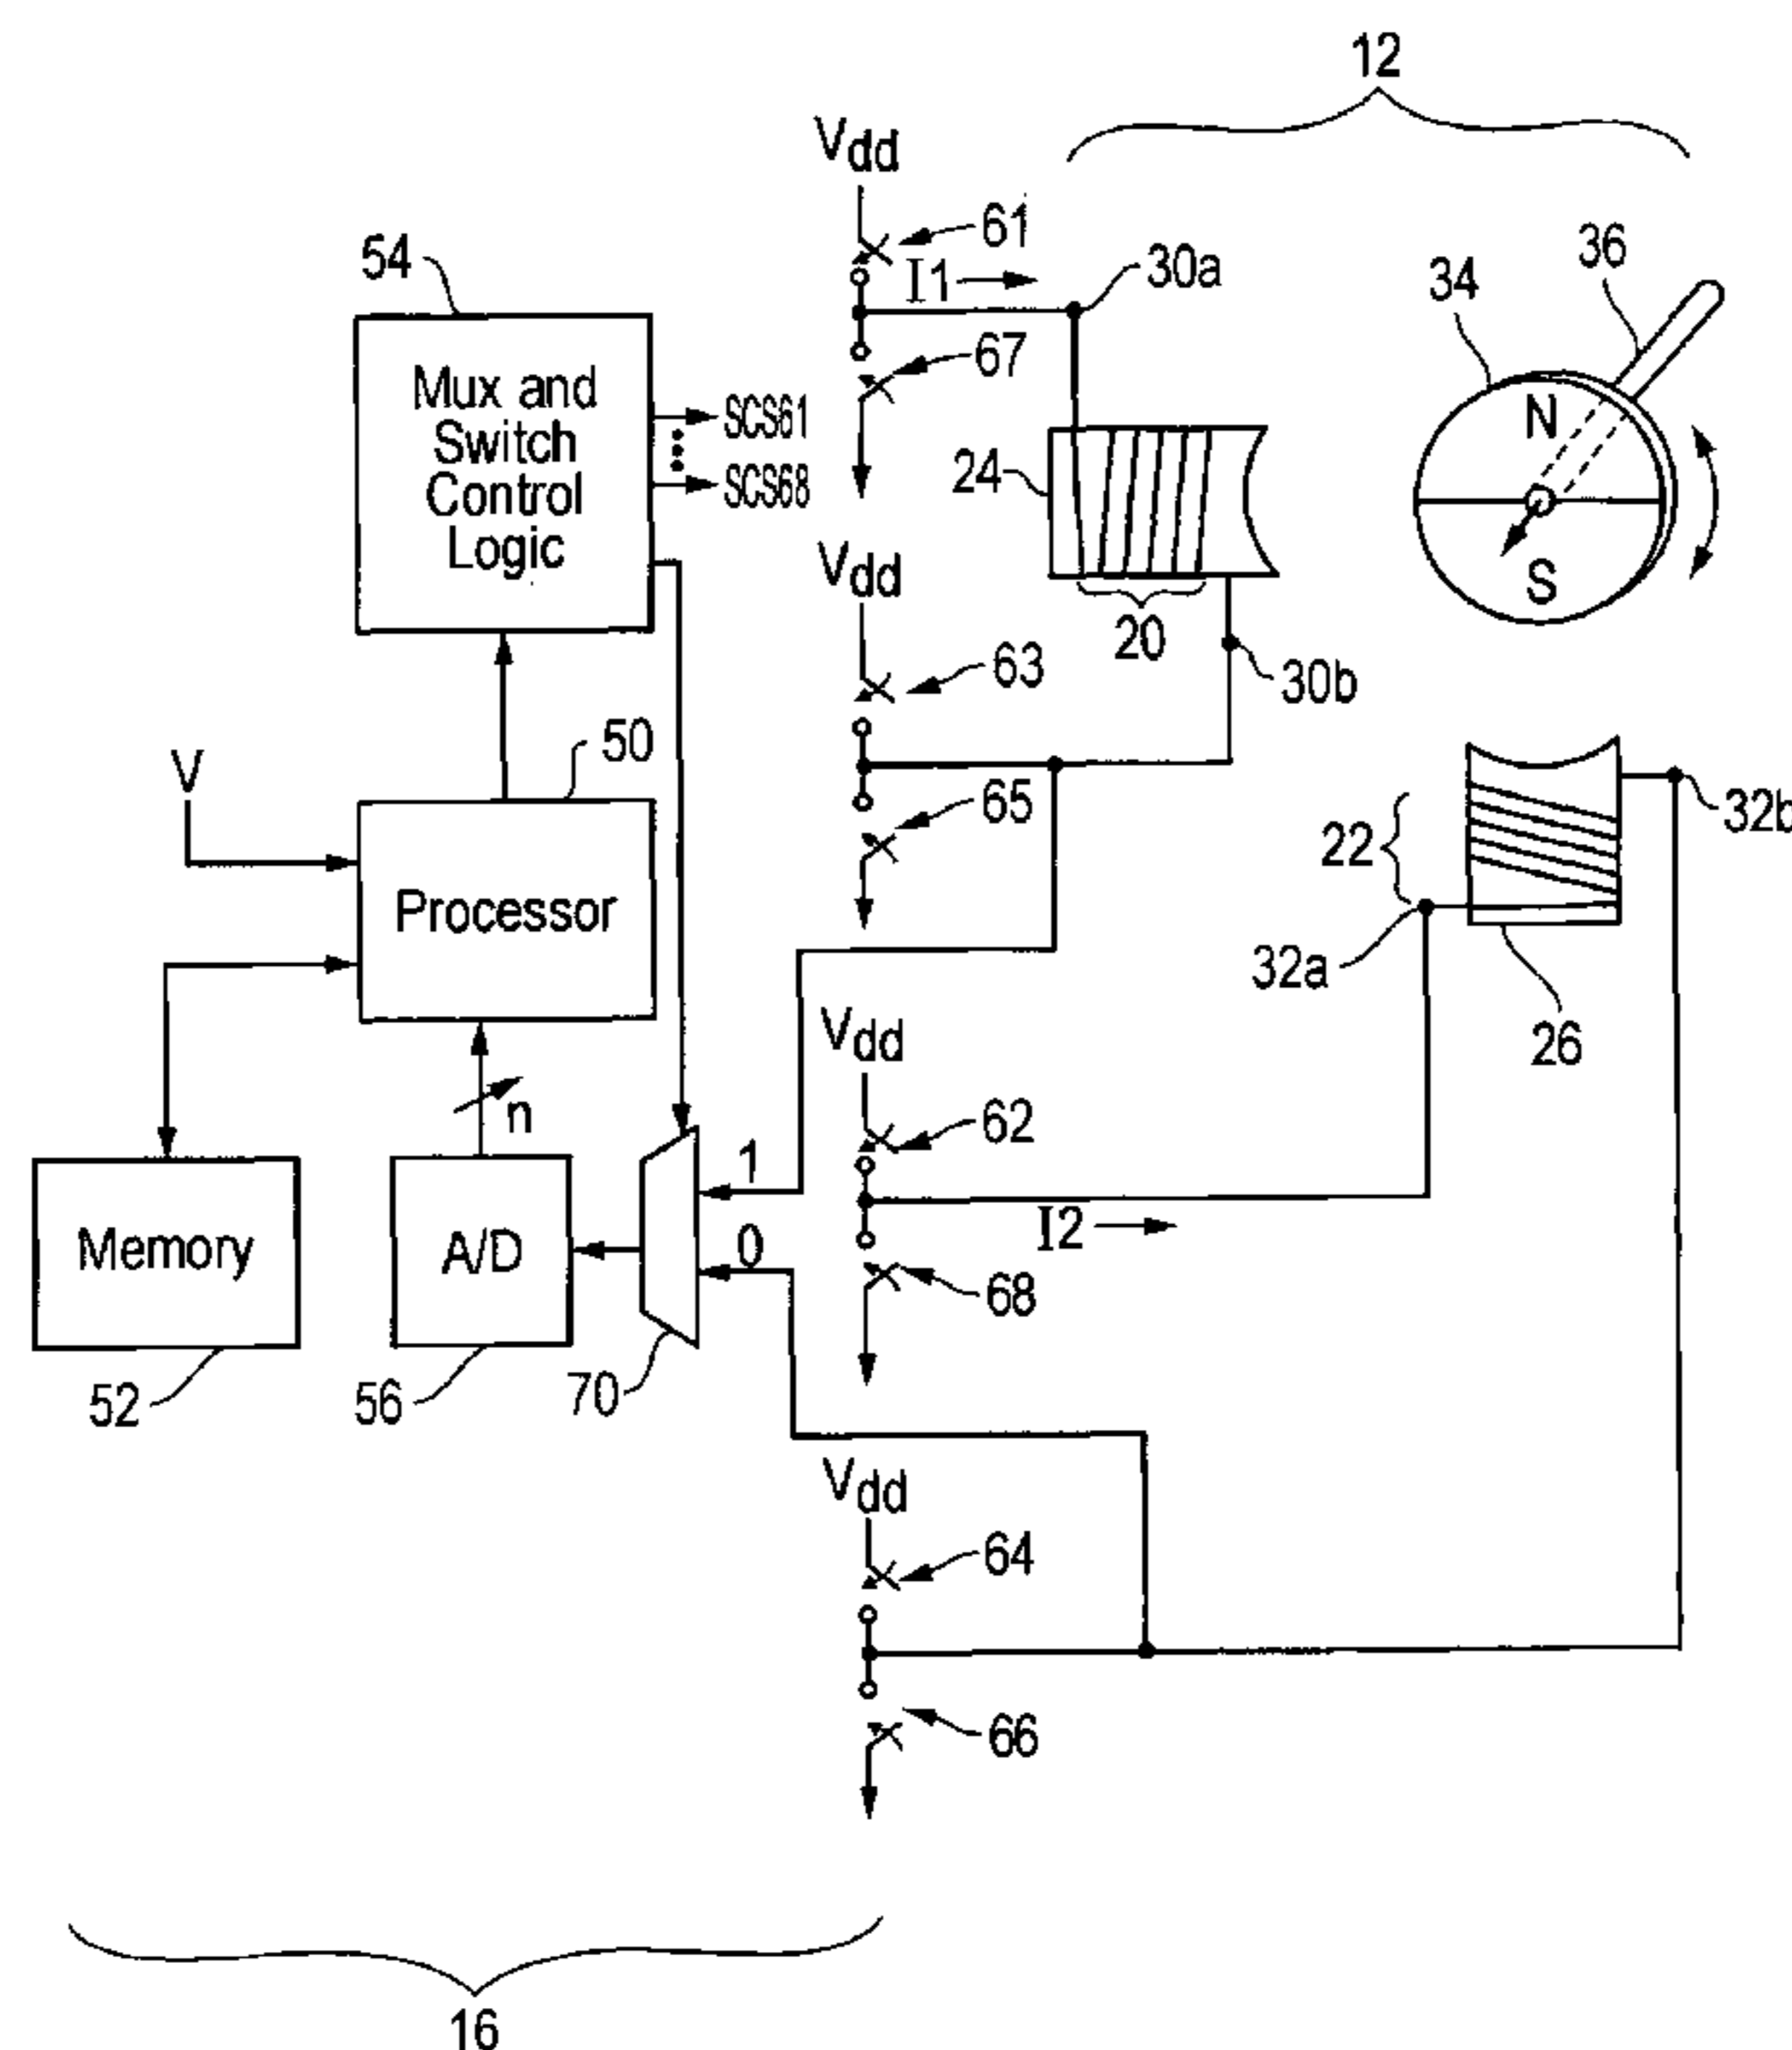 12
Vdd
61
54
I1
30a
34
36
67
Mux and
Switch
Control
Logic
SCS61
SCS68
24
N
S
Vdd
20
63
30b
50
V
65
22
32b
Processor
32a
Vdd
26
n
62
1
Memory
A/D
0
I2
68
52
56
70
Vdd
64
66
16